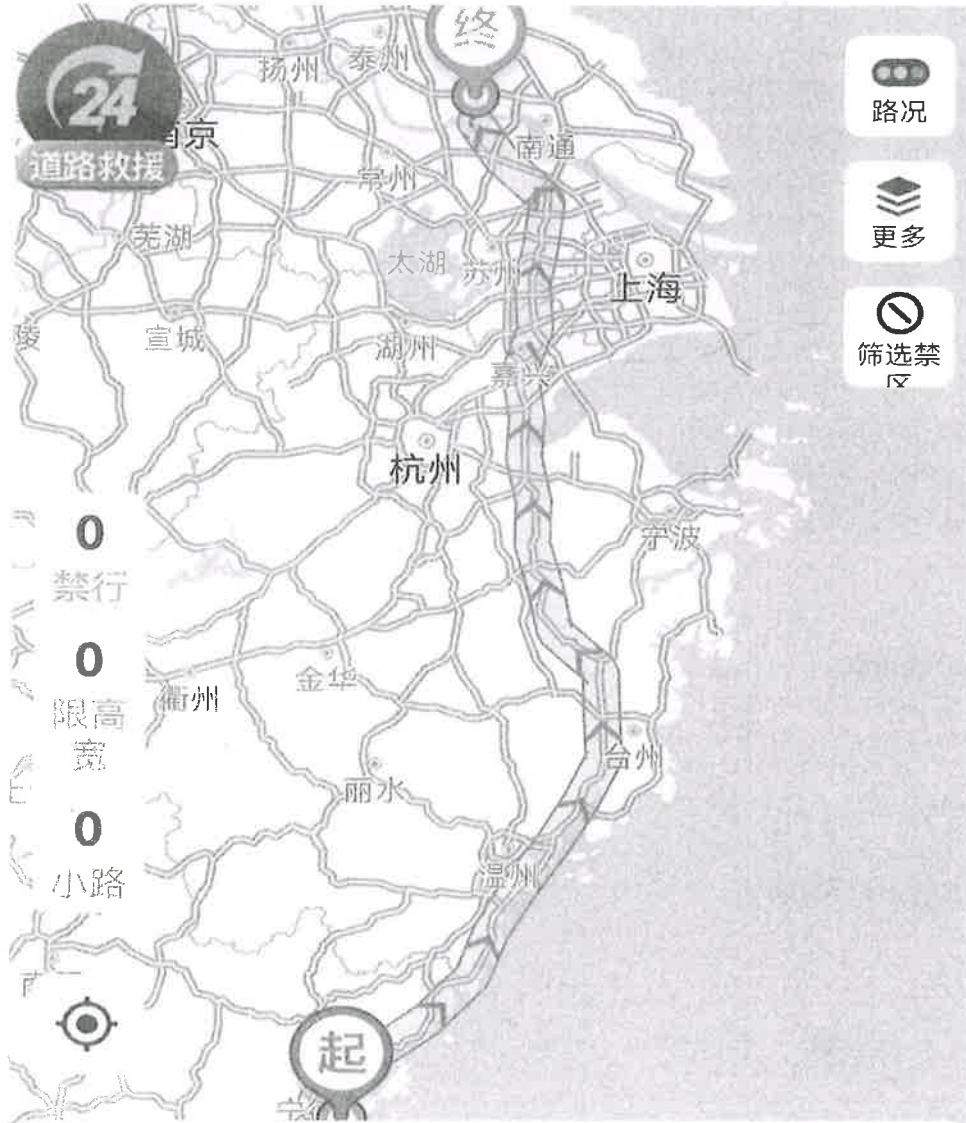 终
扬州
泰州
路况
24
道路救援
南京
南通
常州
芜湖
更多
太湖
苏州
上海
陵
宣城
湖州
嘉兴
筛选禁
区
杭州
0
禁行
宁波
0
限高
宽
金华
衢州
台州
丽水
0
小路
温州
起